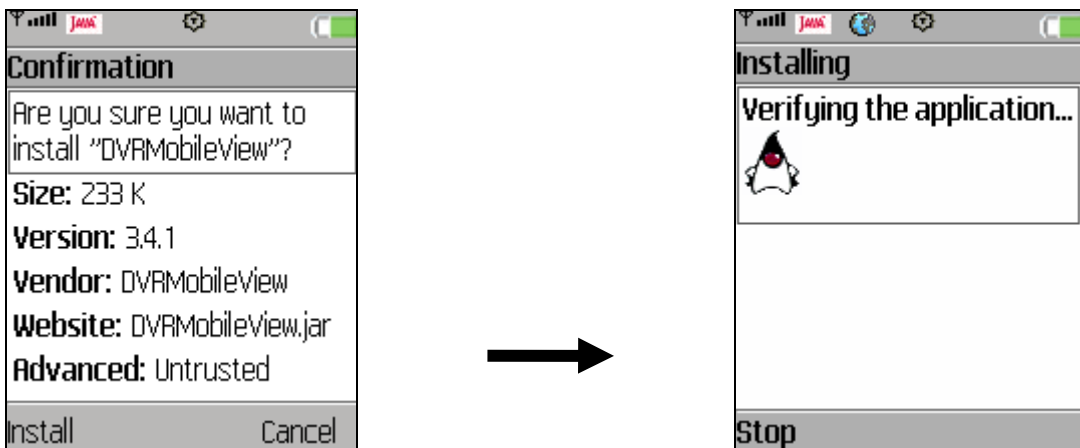 JAVA
Confirmation
Are you sure you want to
install "DVRMobileView"?
Size: 233 K
Version: 3.4.1
Vendor: DVRMobileView
Website: DVRMobileView.jar
Advanced: Untrusted
Install Cancel
JAVA
Installing
Verifying the application...
Stop